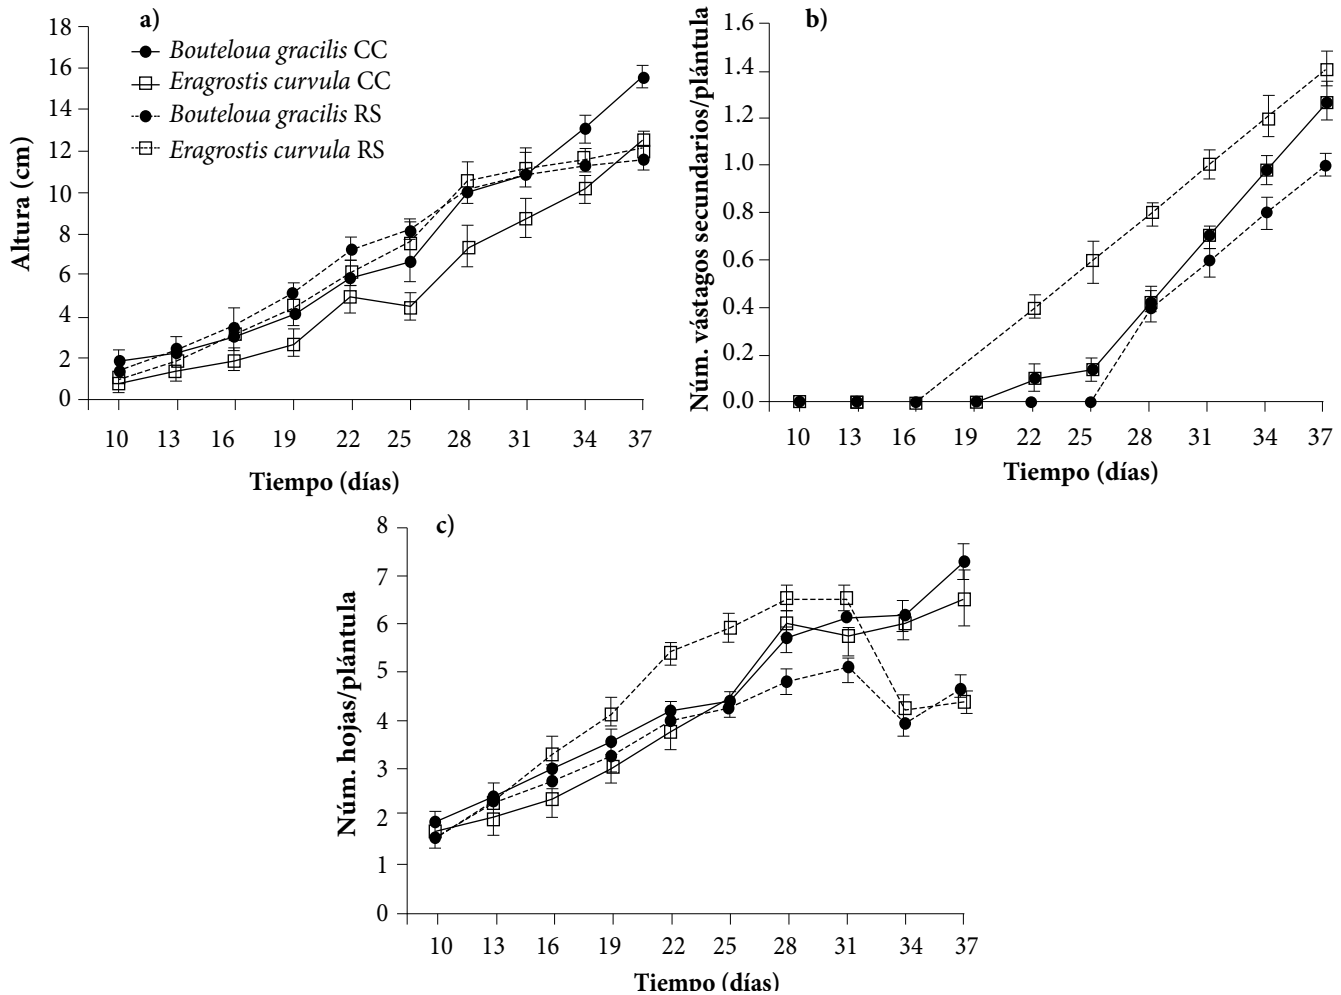 a)
Bouteloua gracilis CC
Eragrostis curvula CC
Bouteloua gracilis RS
Eragrostis curvula RS
Altura (cm)
18
16
14
12
10
8
6
4
2
0
10 13 16 19 22 25 28 31 34 37
Tiempo (días)
b)
Núm. vástagos secundarios/plántula
1.6
1.4
1.2
1.0
0.8
0.6
0.4
0.2
0.0
10 13 16 19 22 25 28 31 34 37
Tiempo (días)
c)
Núm. hojas/plántula
8
7
6
5
4
3
2
1
0
10 13 16 19 22 25 28 31 34 37
Tiempo (días)